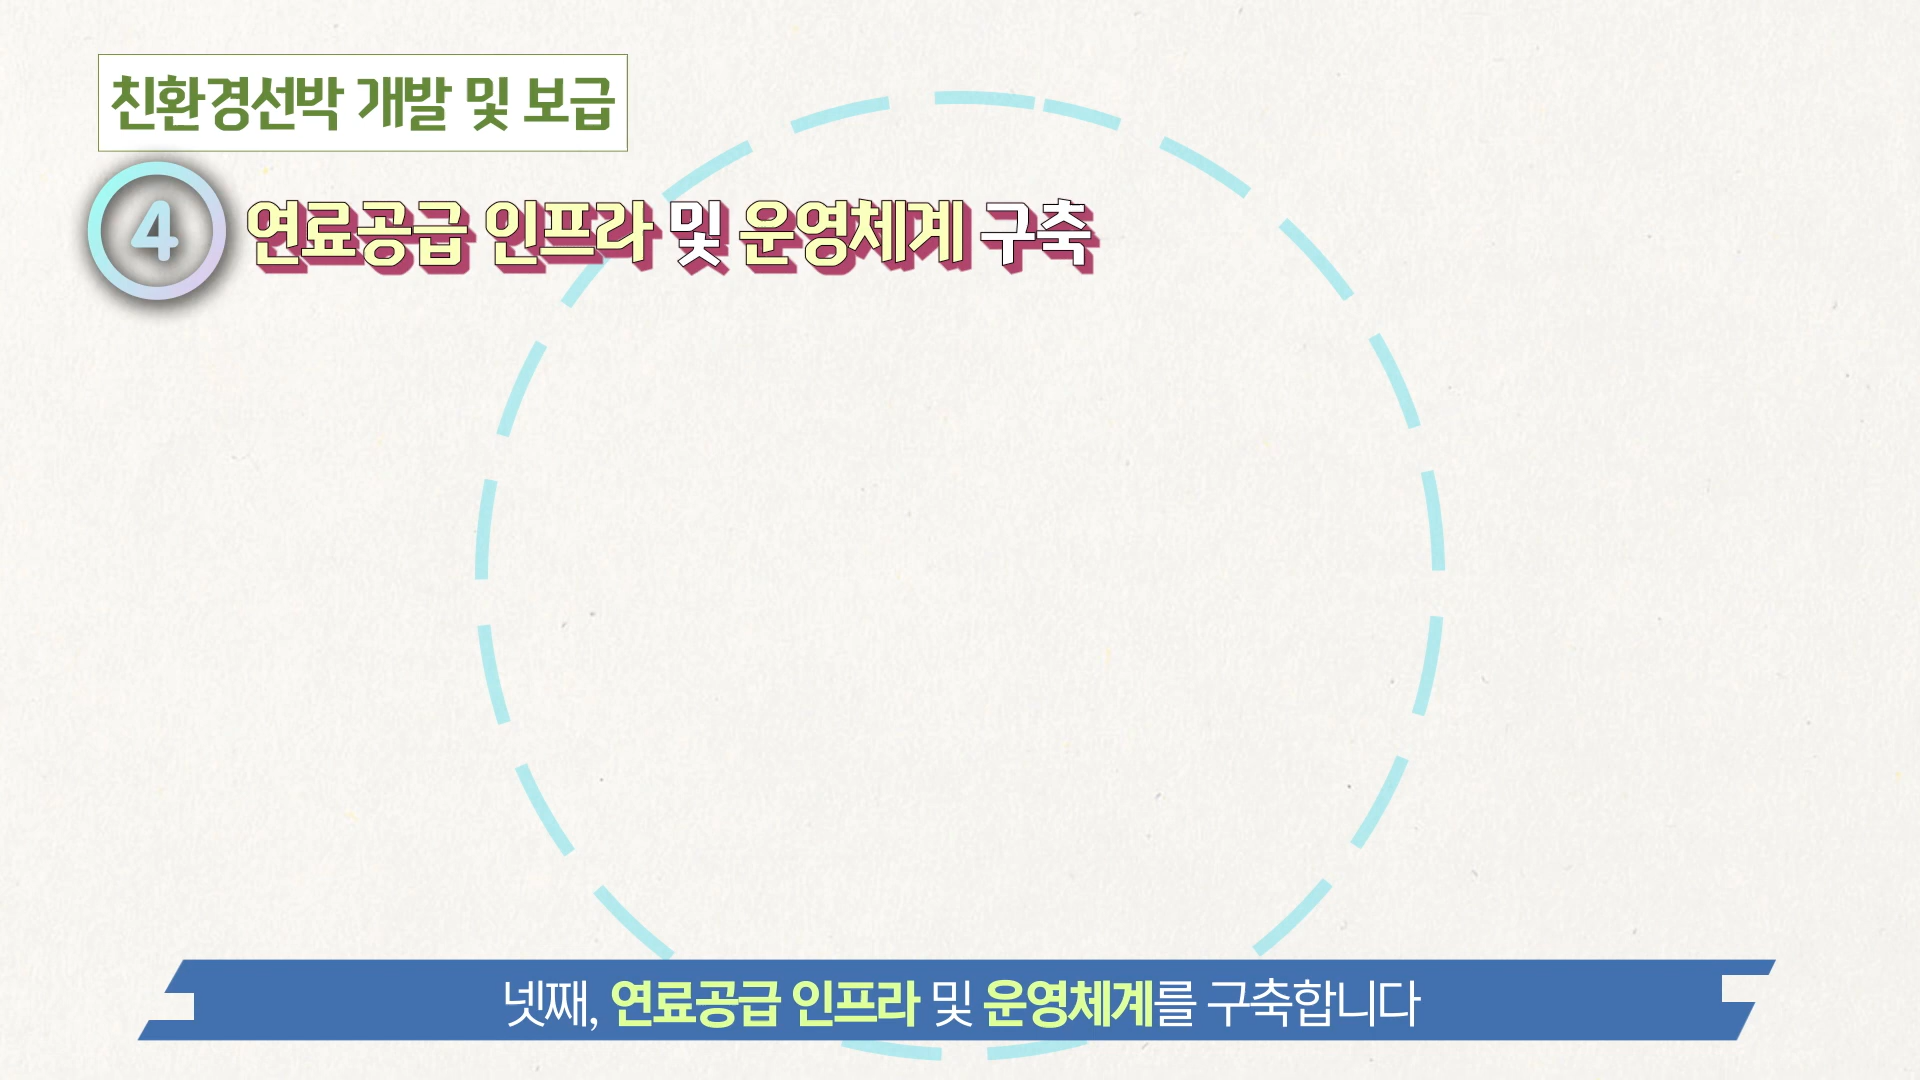 친환경선박 개발 및 보급
4
연료공급 인프라 및 운영체계 구축
넷째, 연료공급 인프라 및 운영체계를 구축합니다